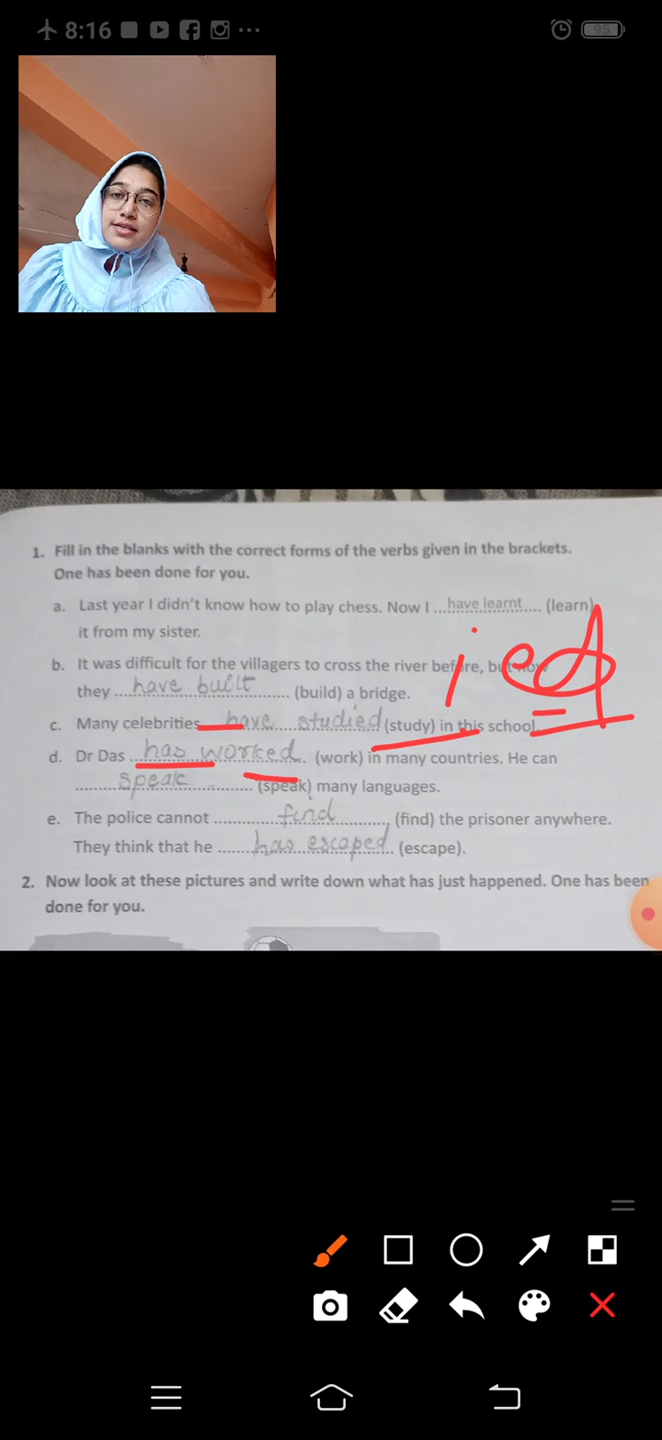 8:16
95
1. Fill in the blanks with the correct forms of the verbs given in the brackets.
One has been done for you.
a. Last year I didn't know how to play chess. Now I ...have learnt.... (learn)
it from my sister.
b. It was difficult for the villagers to cross the river before, but now
they have built (build) a bridge.
c. Many celebrities have studied (study) in this school.
d. Dr Das has worked. (work) in many countries. He can
speak (speak) many languages.
e. The police cannot find (find) the prisoner anywhere.
They think that he has escaped (escape).
2. Now look at these pictures and write down what has just happened. One has been
done for you.
ied